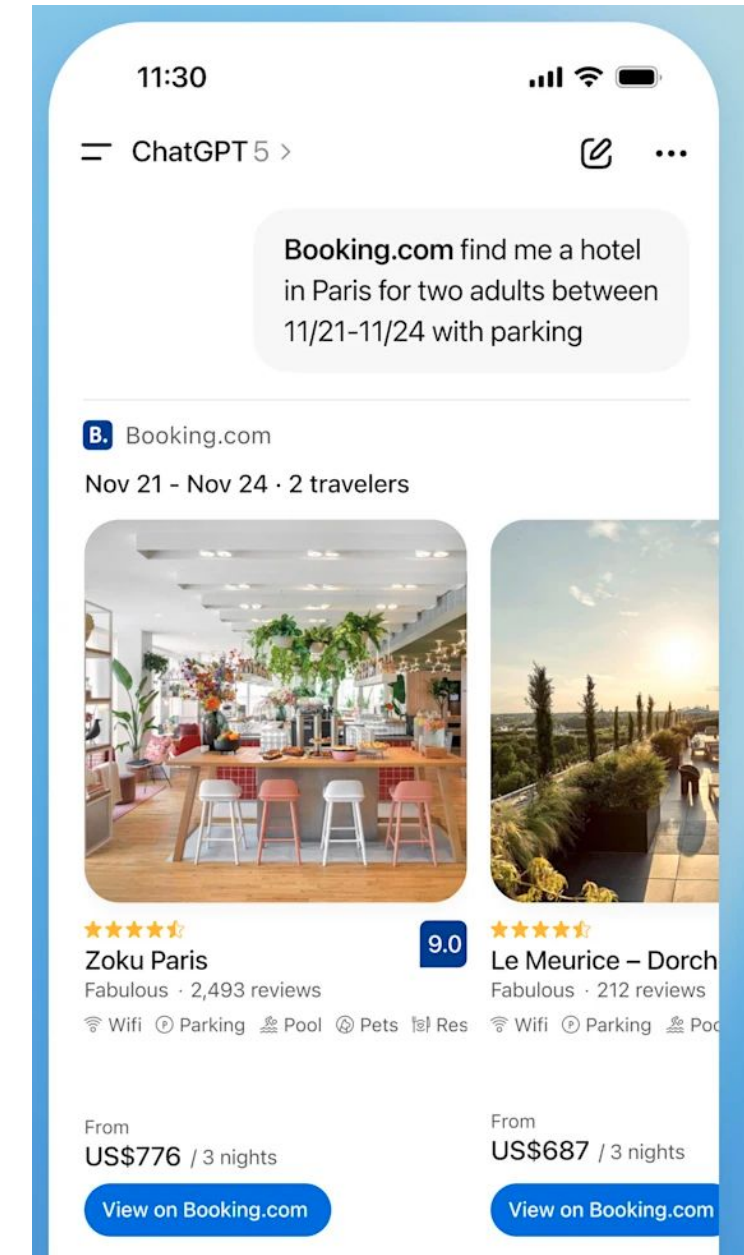 11:30
ChatGPT 5 >
Booking.com find me a hotel
in Paris for two adults between
11/21-11/24 with parking
B. Booking.com
Nov 21 - Nov 24 · 2 travelers
Zoku Paris
9.0
Fabulous · 2,493 reviews
Wifi P Parking Pool Pets Res
From
US$776 / 3 nights
View on Booking.com
Le Meurice – Dorch
Fabulous · 212 reviews
Wifi P Parking Poo
From
US$687 / 3 nights
View on Booking.com